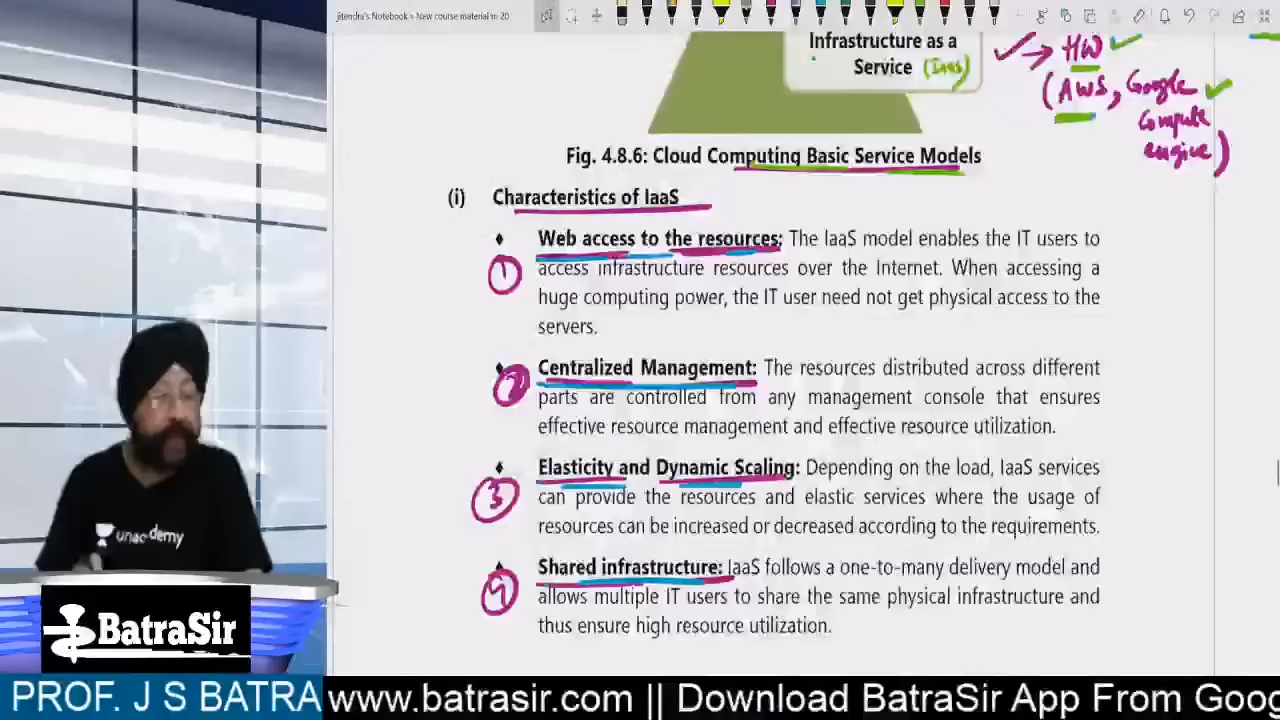 jitendra's Notebook > New course material in 20
Infrastructure as a
Service (IaaS)
HW
(AWS, Google
Compute
engine)
Fig. 4.8.6: Cloud Computing Basic Service Models
(i) Characteristics of IaaS
♦ Web access to the resources: The IaaS model enables the IT users to
1 access infrastructure resources over the Internet. When accessing a
huge computing power, the IT user need not get physical access to the
servers.
2 Centralized Management: The resources distributed across different
parts are controlled from any management console that ensures
effective resource management and effective resource utilization.
♦ Elasticity and Dynamic Scaling: Depending on the load, IaaS services
3 can provide the resources and elastic services where the usage of
resources can be increased or decreased according to the requirements.
♦ Shared infrastructure: IaaS follows a one-to-many delivery model and
4 allows multiple IT users to share the same physical infrastructure and
thus ensure high resource utilization.
unacademy
BatraSir
PROF. J S BATRA www.batrasir.com || Download BatraSir App From Goog